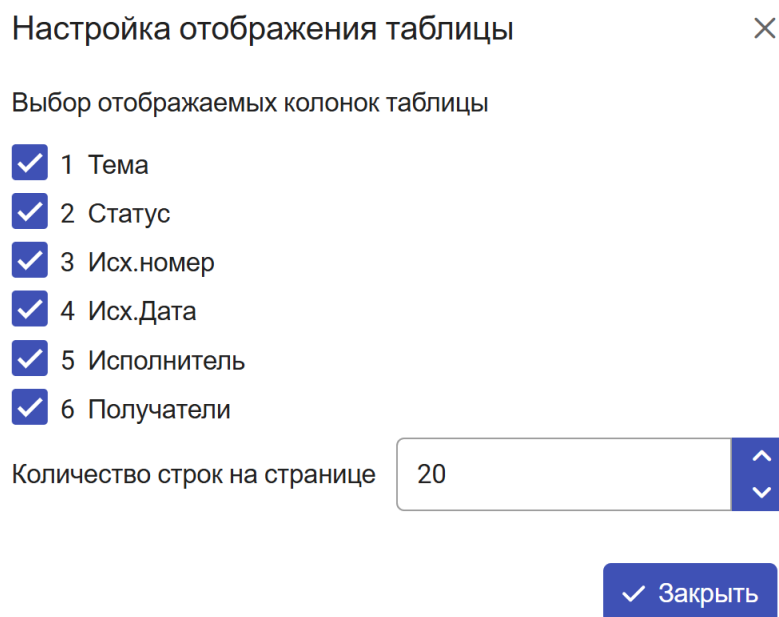 Настройка отображения таблицы
Выбор отображаемых колонок таблицы
1 Тема
2 Статус
3 Исх.номер
4 Исх.Дата
5 Исполнитель
6 Получатели
Количество строк на странице 20
Закрыть